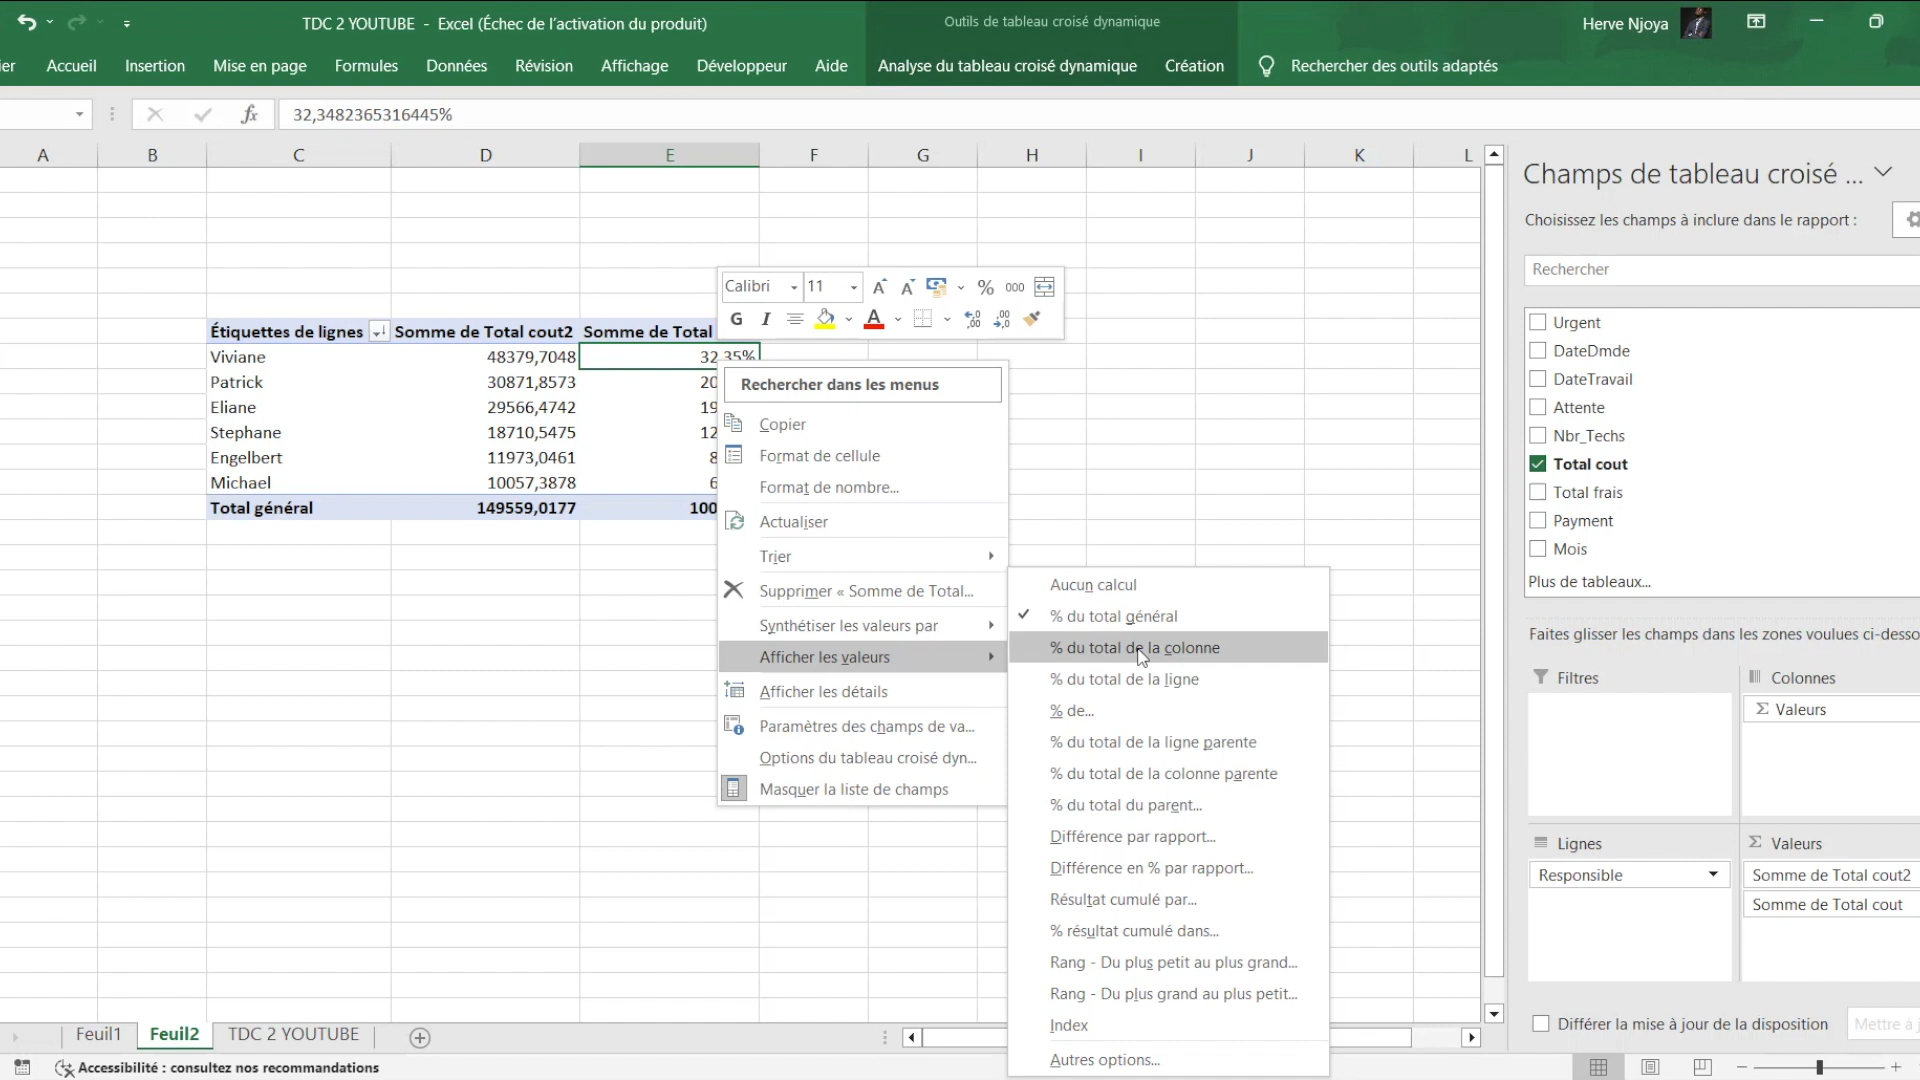 TDC 2 YOUTUBE - Excel (Échec de l'activation du produit)
Outils de tableau croisé dynamique
Herve Njoya
ier Accueil Insertion Mise en page Formules Données Révision Affichage Développeur Aide Analyse du tableau croisé dynamique Création Rechercher des outils adaptés
fx 32,3482365316445%
A B C D E F G H I J K L
Champs de tableau croisé ...
Choisissez les champs à inclure dans le rapport :
Rechercher
Urgent
DateDmde
DateTravail
Attente
Nbr_Techs
Total cout
Total frais
Payment
Mois
Plus de tableaux...
Faites glisser les champs dans les zones voulues ci-desso
Filtres
Colonnes
Σ Valeurs
Lignes
Responsible
Σ Valeurs
Somme de Total cout2
Somme de Total cout
Différer la mise à jour de la disposition
Mettre à j
Calibri 11 A A % 000
G I A ,00 ,00
Étiquettes de lignes Somme de Total cout2 Somme de Total
Viviane 48379,7048 32,35%
Patrick 30871,8573 20
Eliane 29566,4742 19
Stephane 18710,5475 12
Engelbert 11973,0461 8
Michael 10057,3878 6
Total général 149559,0177 100
Rechercher dans les menus
Copier
Format de cellule
Format de nombre...
Actualiser
Trier
Supprimer « Somme de Total...
Synthétiser les valeurs par
Afficher les valeurs
Afficher les détails
Paramètres des champs de va...
Options du tableau croisé dyn...
Masquer la liste de champs
Aucun calcul
% du total général
% du total de la colonne
% du total de la ligne
% de...
% du total de la ligne parente
% du total de la colonne parente
% du total du parent...
Différence par rapport...
Différence en % par rapport...
Résultat cumulé par...
% résultat cumulé dans...
Rang - Du plus petit au plus grand...
Rang - Du plus grand au plus petit...
Index
Autres options...
Feuil1 Feuil2 TDC 2 YOUTUBE
Accessibilité : consultez nos recommandations